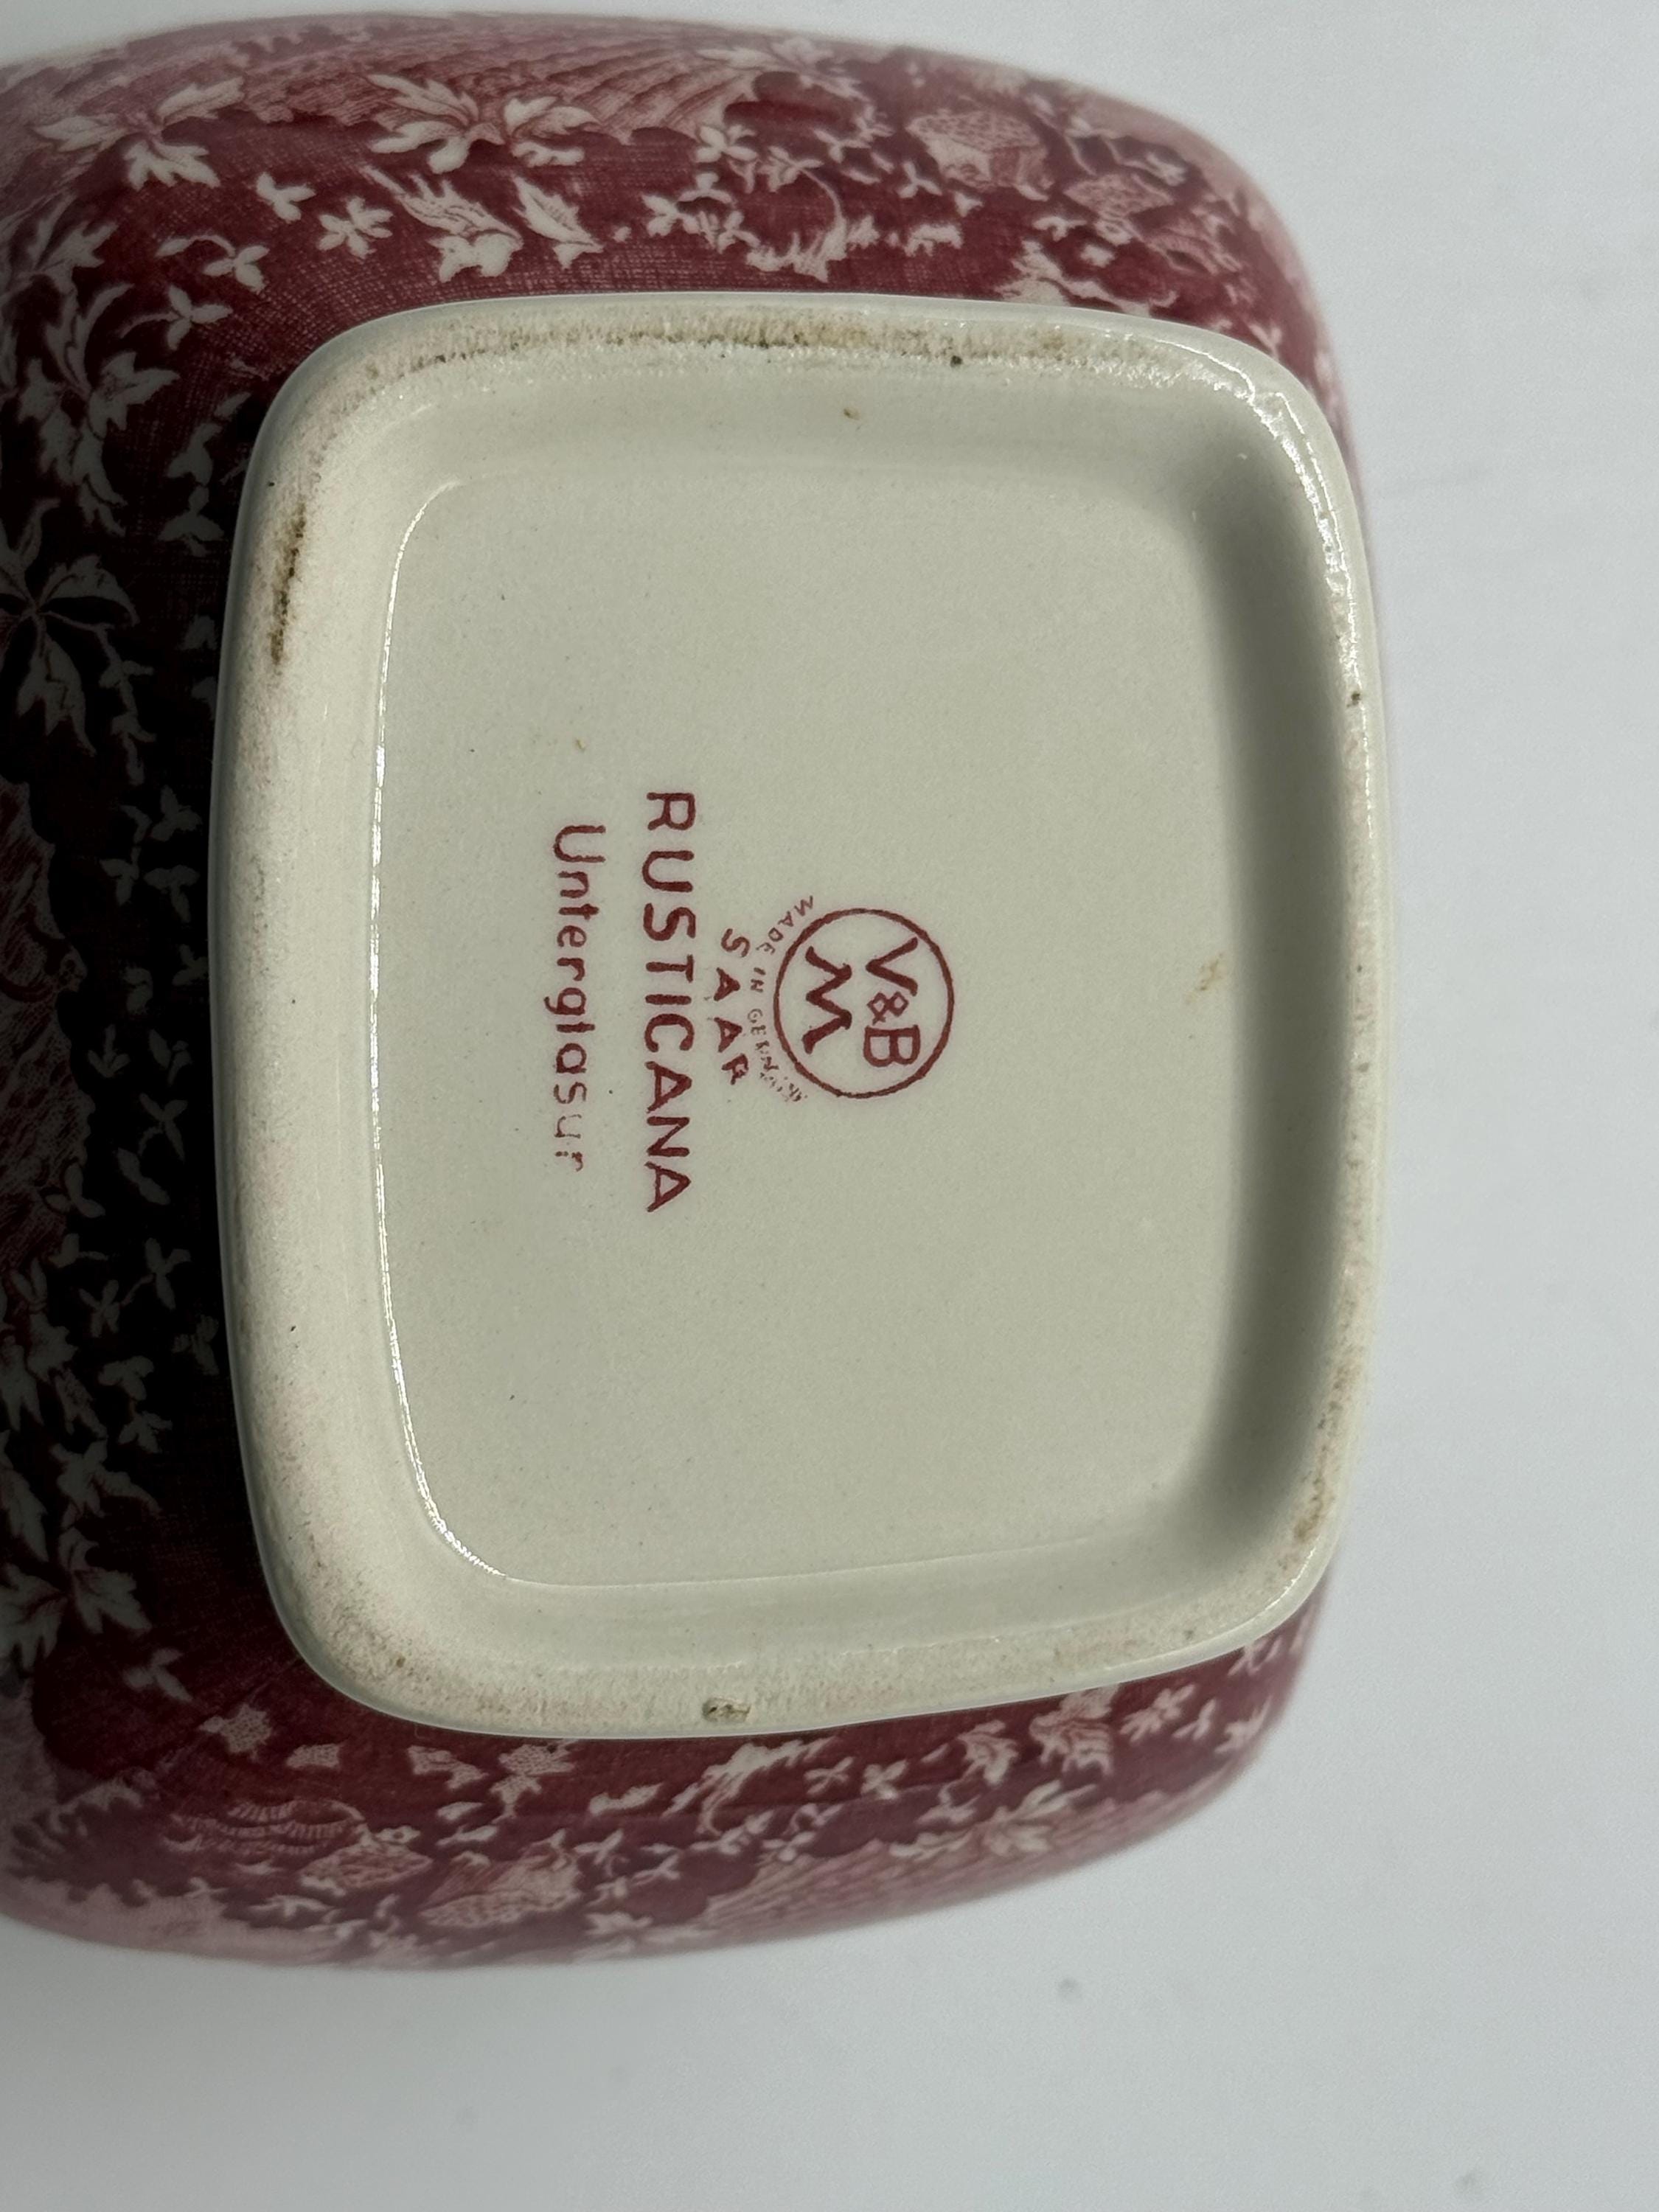 V&B
M
MADE IN GERMANY
SAAR
RUSTICANA
Unterglasur